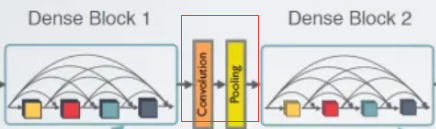 Dense Block 1
Convolution
Pooling
Dense Block 2